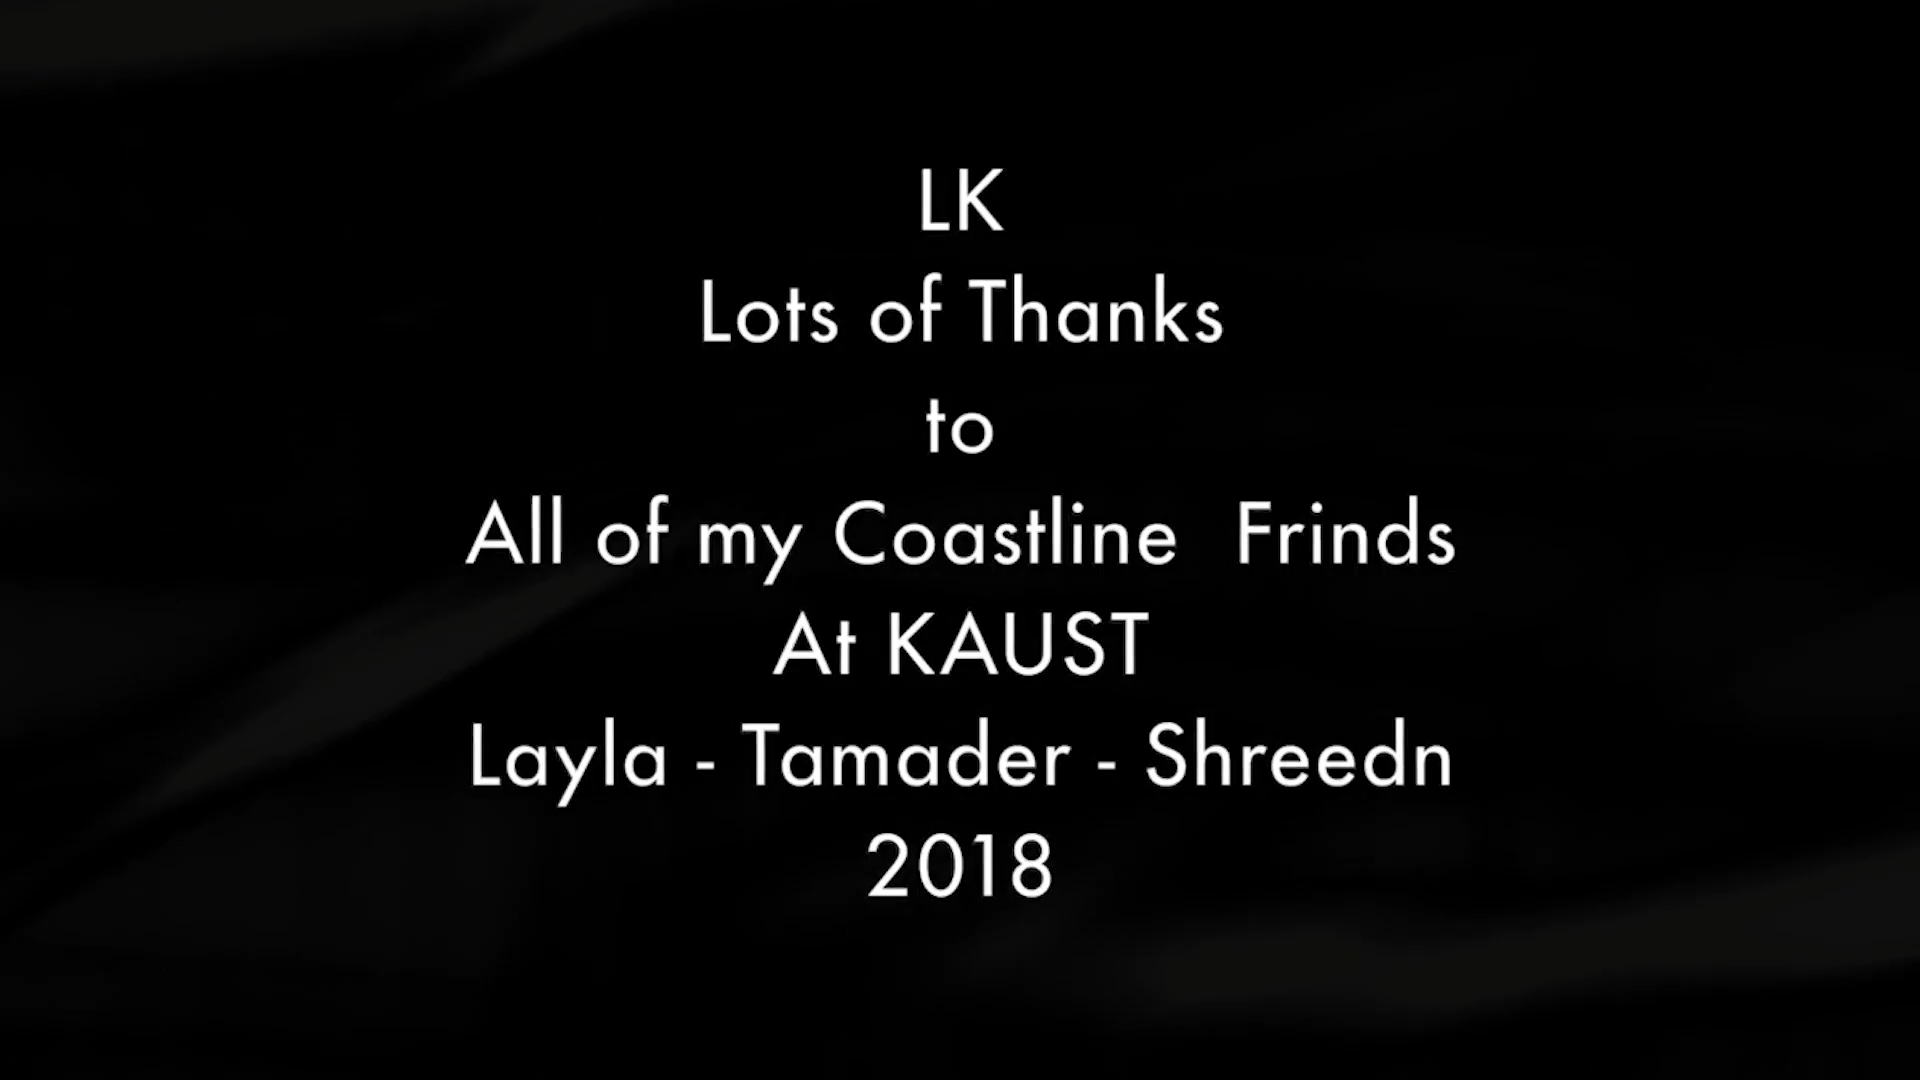 LK
Lots of Thanks
to
All of my Coastline  Frinds
At KAUST
Layla - Tamader - Shreedn
2018